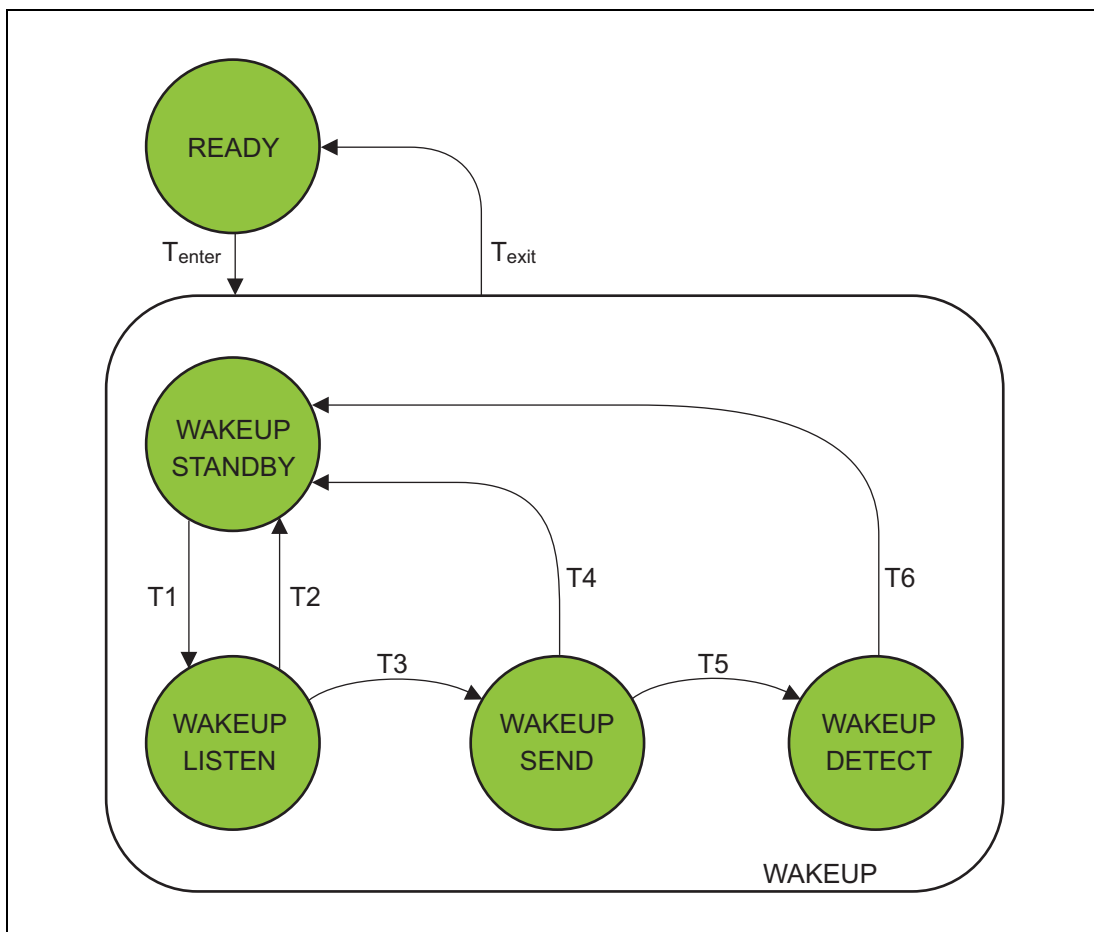 READY
Tenter
Texit
WAKEUP
STANDBY
T1
T2
T4
T6
T3
T5
WAKEUP
LISTEN
WAKEUP
SEND
WAKEUP
DETECT
WAKEUP